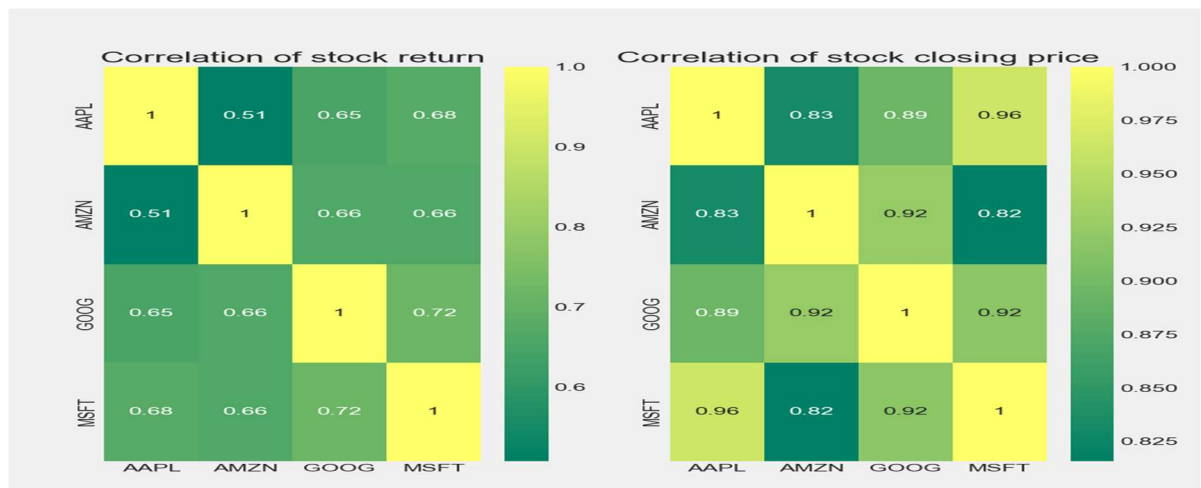 Correlation of stock return
AAPL 1 0.51 0.65 0.68
AMZN 0.51 1 0.66 0.66
GOOG 0.65 0.66 1 0.72
MSFT 0.68 0.66 0.72 1
AAPL AMZN GOOG MSFT
1.0
0.9
0.8
0.7
0.6
Correlation of stock closing price
AAPL 1 0.83 0.89 0.96
AMZN 0.83 1 0.92 0.82
GOOG 0.89 0.92 1 0.92
MSFT 0.96 0.82 0.92 1
AAPL AMZN GOOG MSFT
1.000
0.975
0.950
0.925
0.900
0.875
0.850
0.825